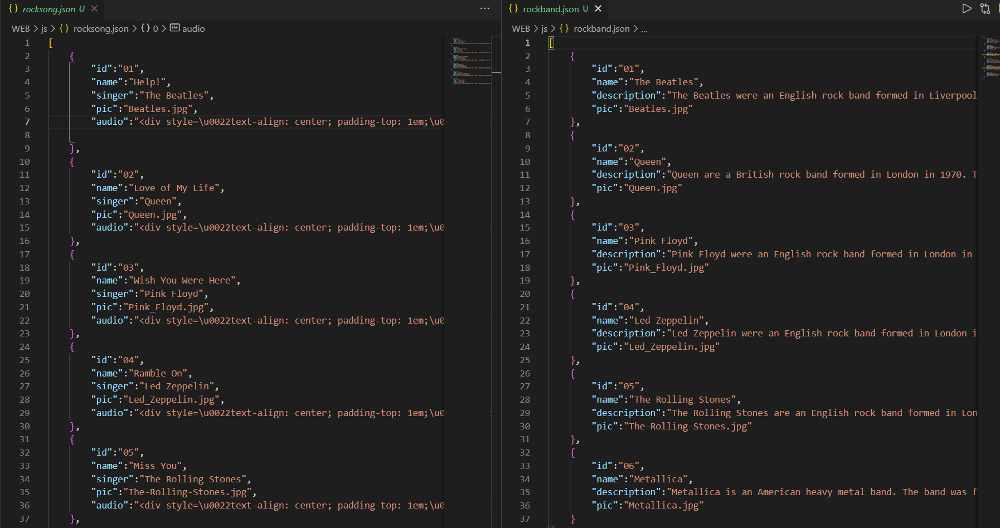 rocksong.json U
WEB > js > {} rocksong.json > {} 0 > abc audio
1 [
2 {
3 "id":"01",
4 "name":"Help!",
5 "singer":"The Beatles",
6 "pic":"Beatles.jpg",
7 "audio":"<div style=\u0022text-align: center; padding-top: 1em;\u0
8
9 },
10 {
11 "id":"02",
12 "name":"Love of My Life",
13 "singer":"Queen",
14 "pic":"Queen.jpg",
15 "audio":"<div style=\u0022text-align: center; padding-top: 1em;\u0
16 },
17 {
18 "id":"03",
19 "name":"Wish You Were Here",
20 "singer":"Pink Floyd",
21 "pic":"Pink_Floyd.jpg",
22 "audio":"<div style=\u0022text-align: center; padding-top: 1em;\u0
23 },
24 {
25 "id":"04",
26 "name":"Ramble On",
27 "singer":"Led Zeppelin",
28 "pic":"Led_Zeppelin.jpg",
29 "audio":"<div style=\u0022text-align: center; padding-top: 1em;\u0
30 },
31 {
32 "id":"05",
33 "name":"Miss You",
34 "singer":"The Rolling Stones",
35 "pic":"The-Rolling-Stones.jpg",
36 "audio":"<div style=\u0022text-align: center; padding-top: 1em;\u0
37 },
{} rockband.json U
WEB > js > {} rockband.json > ...
1 [
2 {
3 "id":"01",
4 "name":"The Beatles",
5 "description":"The Beatles were an English rock band formed in Liverpool
6 "pic":"Beatles.jpg"
7 },
8 {
9 "id":"02",
10 "name":"Queen",
11 "description":"Queen are a British rock band formed in London in 1970. T
12 "pic":"Queen.jpg"
13 },
14 {
15 "id":"03",
16 "name":"Pink Floyd",
17 "description":"Pink Floyd were an English rock band formed in London in
18 "pic":"Pink_Floyd.jpg"
19 },
20 {
21 "id":"04",
22 "name":"Led Zeppelin",
23 "description":"Led Zeppelin were an English rock band formed in London i
24 "pic":"Led_Zeppelin.jpg"
25 },
26 {
27 "id":"05",
28 "name":"The Rolling Stones",
29 "description":"The Rolling Stones are an English rock band formed in Lon
30 "pic":"The-Rolling-Stones.jpg"
31 },
32 {
33 "id":"06",
34 "name":"Metallica",
35 "description":"Metallica is an American heavy metal band. The band was f
36 "pic":"Metallica.jpg"
37 }